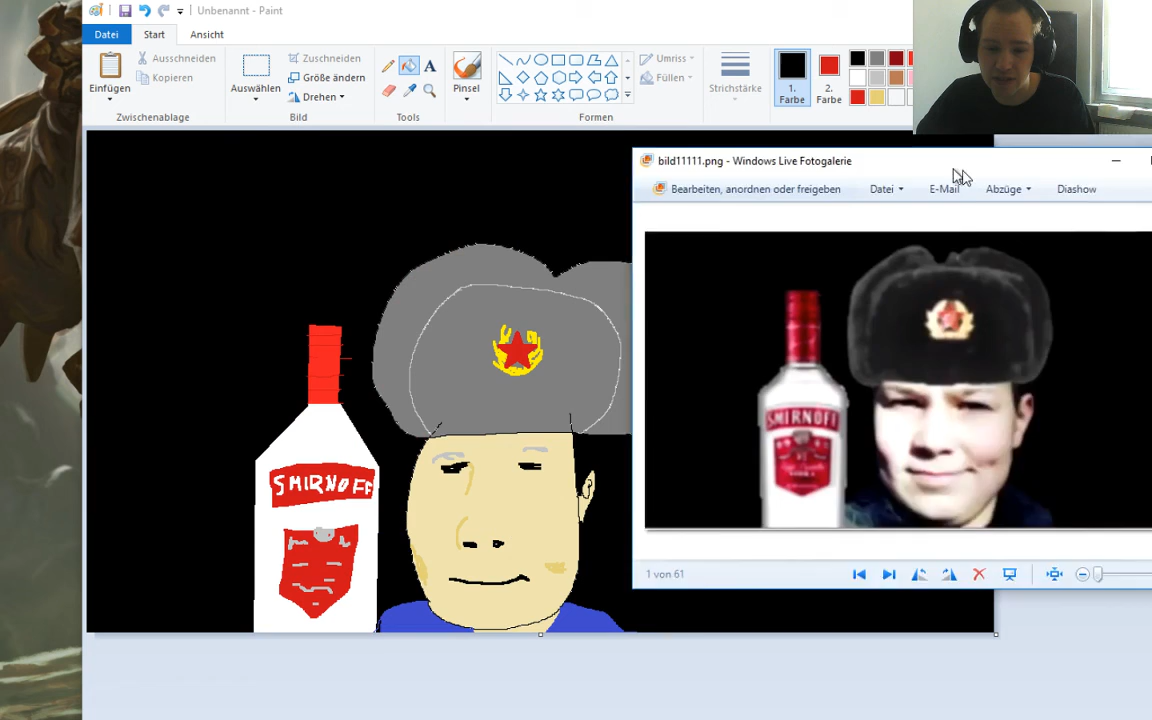 Unbenannt - Paint
Datei Start Ansicht
Einfügen
Ausschneiden
Kopieren
Zwischenablage
Auswählen
Zuschneiden
Größe ändern
Drehen
Bild
A
Tools
Pinsel
Umriss
Füllen
Formen
Strichstärke
1.
Farbe
2.
Farbe
bild11111.png - Windows Live Fotogalerie
Bearbeiten, anordnen oder freigeben Datei E-Mail Abzüge Diashow
SMIRNOFF
SMIRNOFF
1 von 61